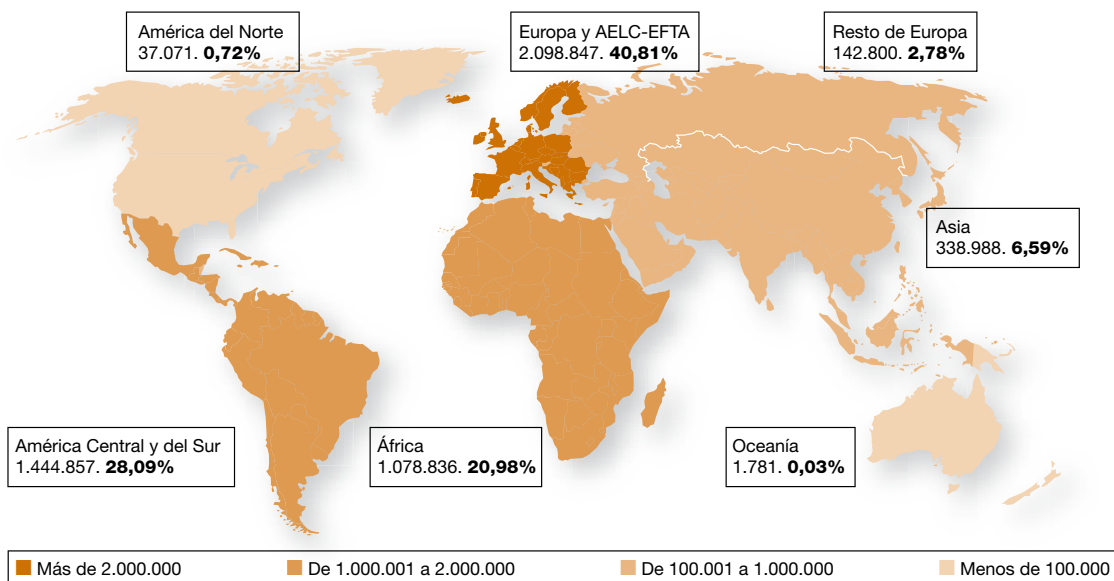 América del Norte
37.071. 0,72%
Europa y AELC-EFTA
2.098.847. 40,81%
Resto de Europa
142.800. 2,78%
Asia
338.988. 6,59%
América Central y del Sur
1.444.857. 28,09%
África
1.078.836. 20,98%
Oceanía
1.781. 0,03%
Más de 2.000.000
De 1.000.001 a 2.000.000
De 100.001 a 1.000.000
Menos de 100.000